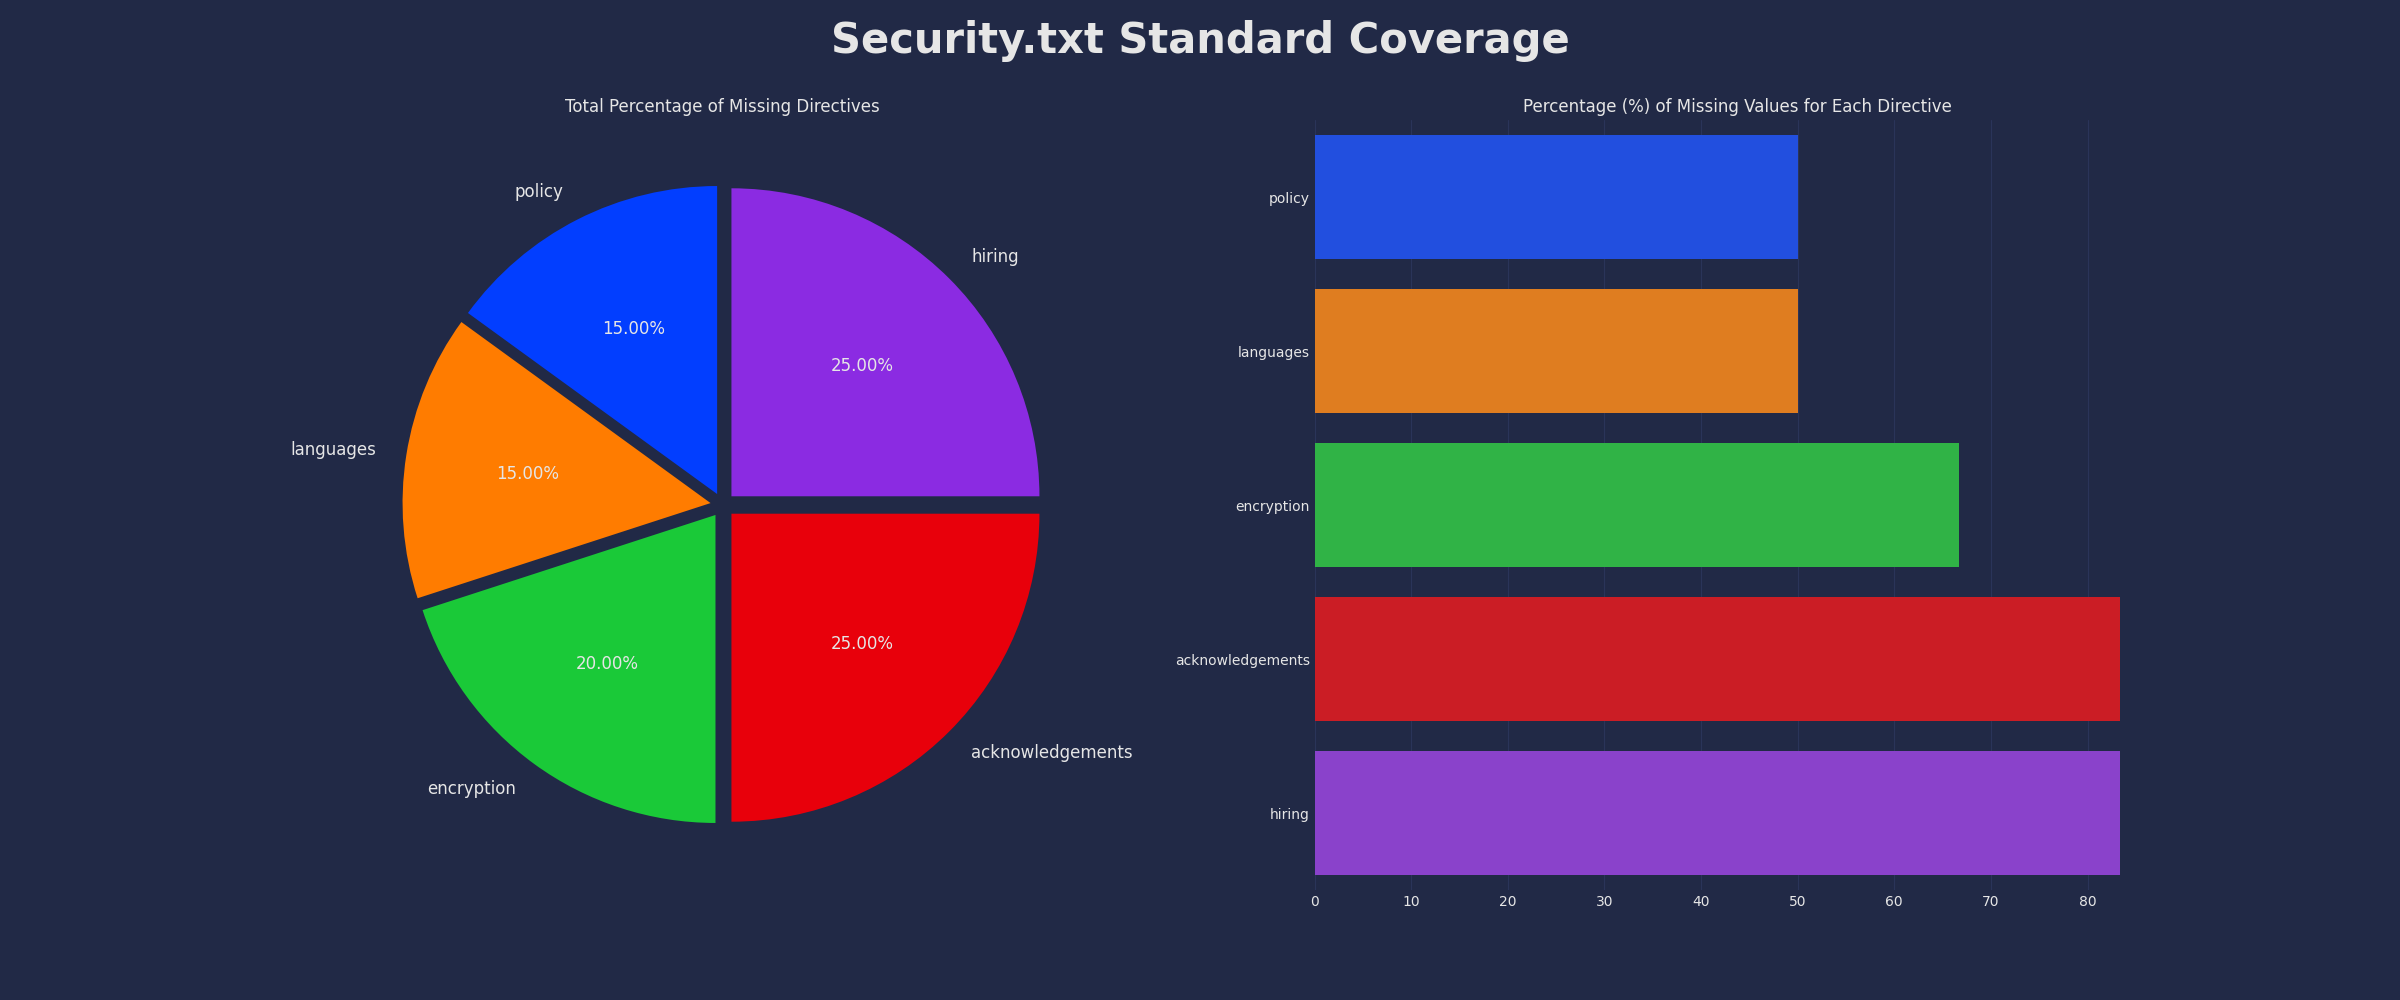 Security.txt Standard Coverage
Total Percentage of Missing Directives
policy
hiring
15.00%
25.00%
languages
15.00%
20.00%
25.00%
acknowledgements
encryption
Percentage (%) of Missing Values for Each Directive
policy
languages
encryption
acknowledgements
hiring
0 10 20 30 40 50 60 70 80